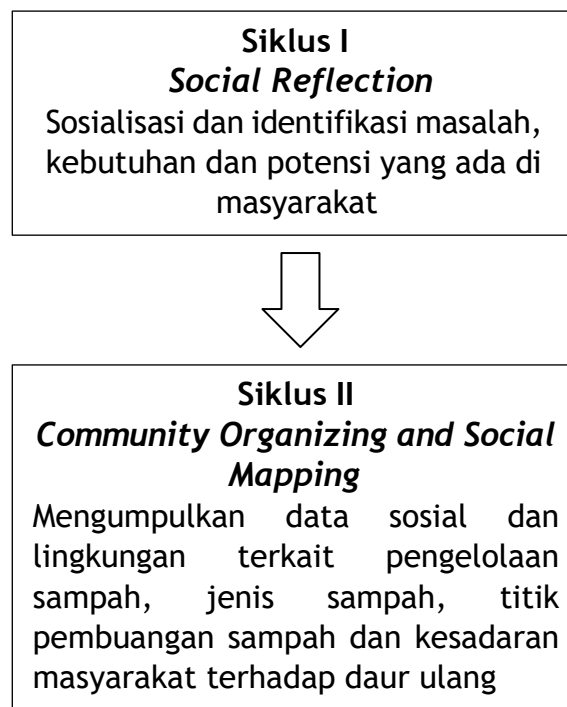 Siklus I
Social Reflection
Sosialisasi dan identifikasi masalah,
kebutuhan dan potensi yang ada di
masyarakat
Siklus II
Community Organizing and Social
Mapping
Mengumpulkan data sosial dan
lingkungan terkait pengelolaan
sampah, jenis sampah, titik
pembuangan sampah dan kesadaran
masyarakat terhadap daur ulang